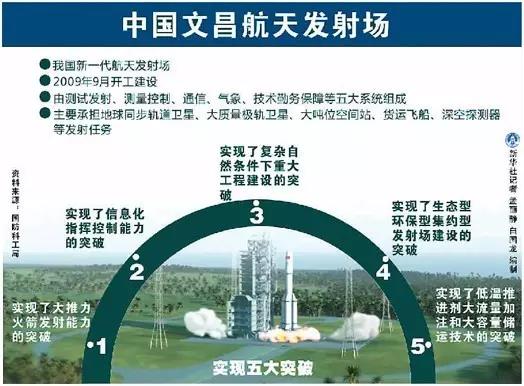 中国文昌航天发射场
●我国新一代航天发射场
●2009年9月开工建设
●由测试发射、测量控制、通信、气象、技术勤务保障等五大系统组成
●主要承担地球同步轨道卫星、大质量极轨卫星、大吨位空间站、货运飞船、深空探测器
等发射任务
资料来源：国防科工局
新华社记者 孟丽静 白国龙 编制
实现了大推力
火箭发射能力
的突破
1
实现了信息化
指挥控制能力
的突破
2
实现了复杂自
然条件下重大
工程建设的突
破
3
实现了生态型
环保型集约型
发射场建设的
突破
4
实现了低温推
进剂大流量加
注和大容量储
运技术的突破
5
实现五大突破